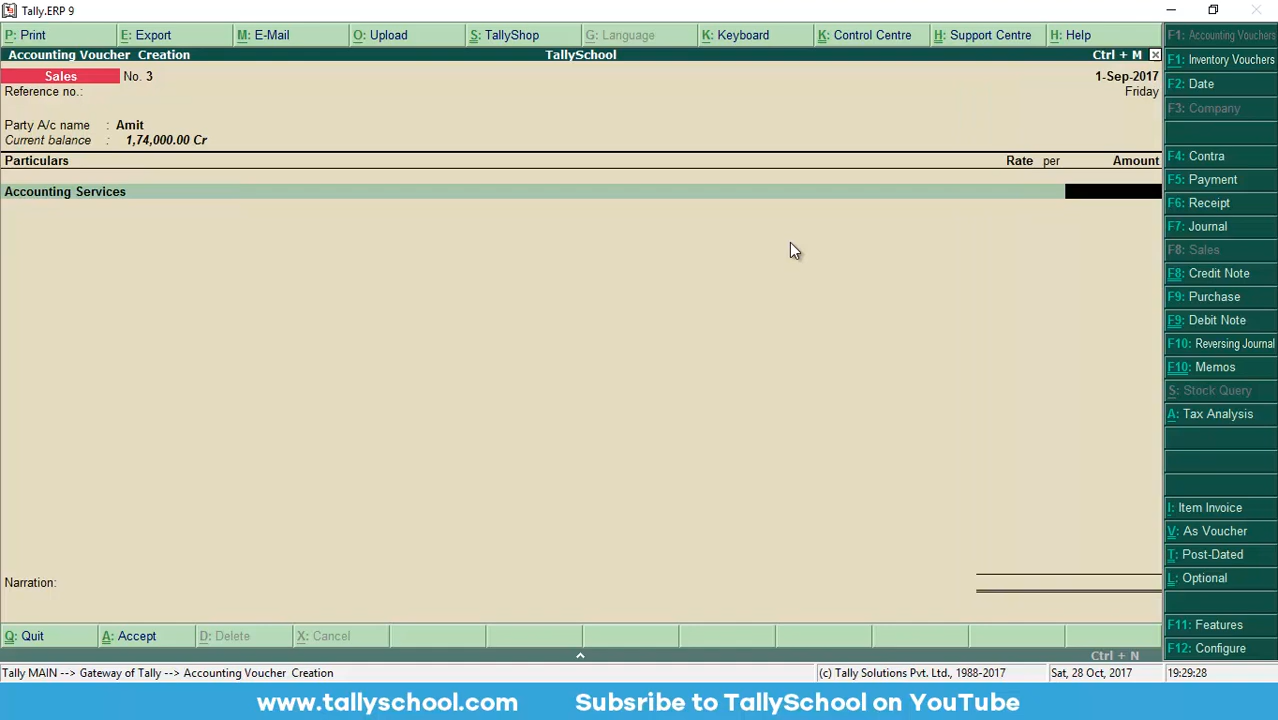 Tally.ERP 9
P: Print
E: Export
M: E-Mail
O: Upload
S: TallyShop
G: Language
K: Keyboard
K: Control Centre
H: Support Centre
H: Help
Accounting Voucher Creation
TallySchool
Ctrl + M
Sales
No. 3
1-Sep-2017
Reference no.:
Friday
Party A/c name : Amit
Current balance : 1,74,000.00 Cr
Particulars
Rate per
Amount
Accounting Services
Narration:
F1: Accounting Vouchers
F1: Inventory Vouchers
F2: Date
F3: Company
F4: Contra
F5: Payment
F6: Receipt
F7: Journal
F8: Sales
F8: Credit Note
F9: Purchase
F9: Debit Note
F10: Reversing Journal
F10: Memos
S: Stock Query
A: Tax Analysis
I: Item Invoice
V: As Voucher
T: Post-Dated
L: Optional
F11: Features
F12: Configure
Q: Quit
A: Accept
D: Delete
X: Cancel
Ctrl + N
Tally MAIN --> Gateway of Tally --> Accounting Voucher Creation
(c) Tally Solutions Pvt. Ltd., 1988-2017
Sat, 28 Oct, 2017
19:29:28
www.tallyschool.com
Subsribe to TallySchool on YouTube